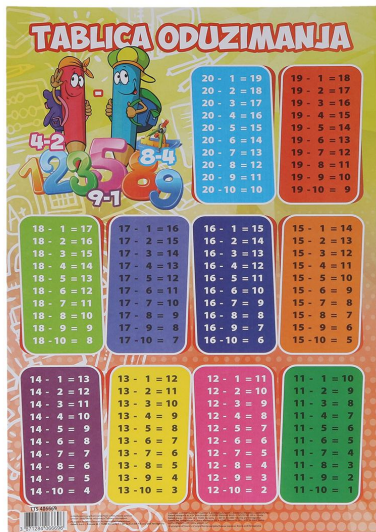 TABLICA ODUZIMANJA
-
4-2
8-4
9-1
123589
20 - 1 = 19
20 - 2 = 18
20 - 3 = 17
20 - 4 = 16
20 - 5 = 15
20 - 6 = 14
20 - 7 = 13
20 - 8 = 12
20 - 9 = 11
20 - 10 = 10
19 - 1 = 18
19 - 2 = 17
19 - 3 = 16
19 - 4 = 15
19 - 5 = 14
19 - 6 = 13
19 - 7 = 12
19 - 8 = 11
19 - 9 = 10
19 - 10 = 9
18 - 1 = 17
18 - 2 = 16
18 - 3 = 15
18 - 4 = 14
18 - 5 = 13
18 - 6 = 12
18 - 7 = 11
18 - 8 = 10
18 - 9 = 9
18 - 10 = 8
17 - 1 = 16
17 - 2 = 15
17 - 3 = 14
17 - 4 = 13
17 - 5 = 12
17 - 6 = 11
17 - 7 = 10
17 - 8 = 9
17 - 9 = 8
17 - 10 = 7
16 - 1 = 15
16 - 2 = 14
16 - 3 = 13
16 - 4 = 12
16 - 5 = 11
16 - 6 = 10
16 - 7 = 9
16 - 8 = 8
16 - 9 = 7
16 - 10 = 6
15 - 1 = 14
15 - 2 = 13
15 - 3 = 12
15 - 4 = 11
15 - 5 = 10
15 - 6 = 9
15 - 7 = 8
15 - 8 = 7
15 - 9 = 6
15 - 10 = 5
14 - 1 = 13
14 - 2 = 12
14 - 3 = 11
14 - 4 = 10
14 - 5 = 9
14 - 6 = 8
14 - 7 = 7
14 - 8 = 6
14 - 9 = 5
14 - 10 = 4
13 - 1 = 12
13 - 2 = 11
13 - 3 = 10
13 - 4 = 9
13 - 5 = 8
13 - 6 = 7
13 - 7 = 6
13 - 8 = 5
13 - 9 = 4
13 - 10 = 3
12 - 1 = 11
12 - 2 = 10
12 - 3 = 9
12 - 4 = 8
12 - 5 = 7
12 - 6 = 6
12 - 7 = 5
12 - 8 = 4
12 - 9 = 3
12 - 10 = 2
11 - 1 = 10
11 - 2 = 9
11 - 3 = 8
11 - 4 = 7
11 - 5 = 6
11 - 6 = 5
11 - 7 = 4
11 - 8 = 3
11 - 9 = 2
11 - 10 = 1